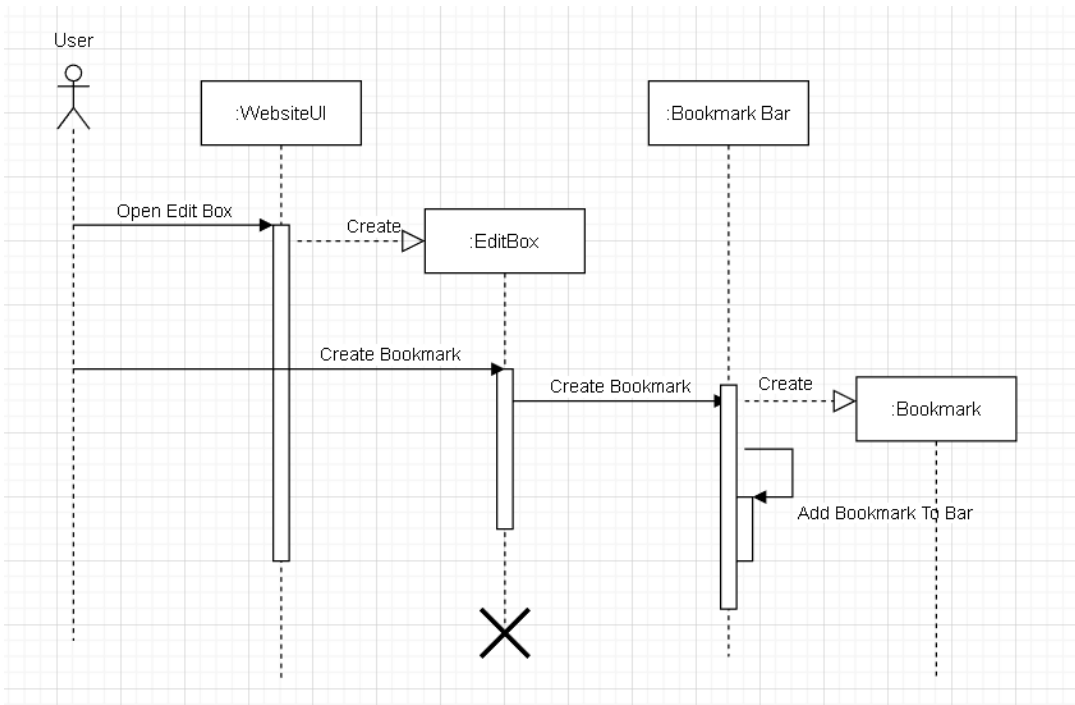 User
:WebsiteUI
:Bookmark Bar
Open Edit Box
Create
:EditBox
Create Bookmark
Create Bookmark
Create
:Bookmark
Add Bookmark To Bar